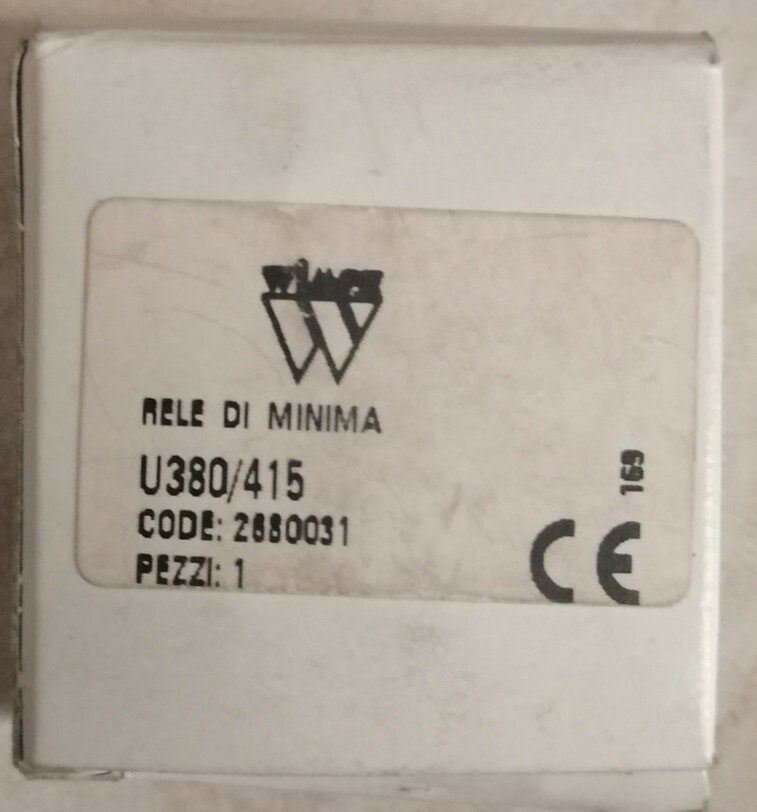 RELE DI MINIMA
U380/415
CODE: 2680031
PEZZI: 1
169
CE